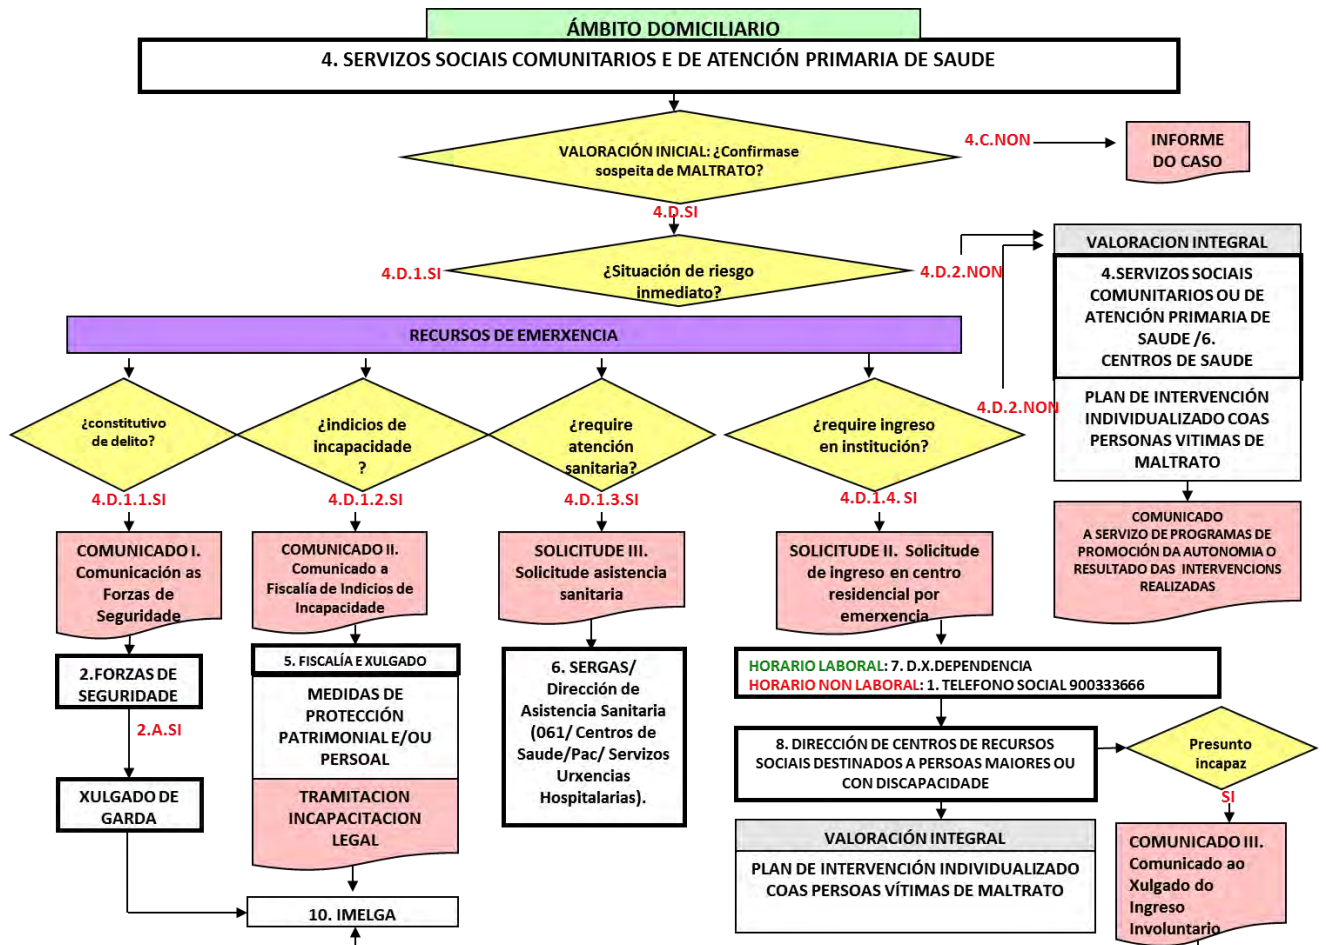 ÁMBITO DOMICILIARIO
4. SERVIZOS SOCIAIS COMUNITARIOS E DE ATENCIÓN PRIMARIA DE SAUDE
VALORACIÓN INICIAL: ¿Confirmase
sospeita de MALTRATO?
4.C.NON
INFORME
DO CASO
4.D.SI
¿Situación de riesgo
inmediato?
4.D.1.SI
4.D.2.NON
VALORACION INTEGRAL
4.SERVIZOS SOCIAIS
COMUNITARIOS OU DE
ATENCIÓN PRIMARIA DE
SAUDE /6.
CENTROS DE SAUDE
PLAN DE INTERVENCIÓN
INDIVIDUALIZADO COAS
PERSONAS VITIMAS DE
MALTRATO
COMUNICADO
A SERVIZO DE PROGRAMAS DE
PROMOCIÓN DA AUTONOMIA O
RESULTADO DAS INTERVENCIONS
REALIZADAS
RECURSOS DE EMERXENCIA
¿constitutivo
de delito?
¿indicios de
incapacidade
?
¿require
atención
sanitaria?
¿require ingreso
en institución?
4.D.2.NON
4.D.1.1.SI
4.D.1.2.SI
4.D.1.3.SI
4.D.1.4. SI
COMUNICADO I.
Comunicación as
Forzas de
Seguridade
COMUNICADO II.
Comunicado a
Fiscalía de Indicios de
Incapacidade
SOLICITUDE III.
Solicitude asistencia
sanitaria
SOLICITUDE II. Solicitude
de ingreso en centro
residencial por
emerxencia
2.FORZAS DE
SEGURIDADE
2.A.SI
XULGADO DE
GARDA
5. FISCALÍA E XULGADO
MEDIDAS DE
PROTECCIÓN
PATRIMONIAL E/OU
PERSOAL
TRAMITACION
INCAPACITACION
LEGAL
10. IMELGA
6. SERGAS/
Dirección de
Asistencia Sanitaria
(061/ Centros de
Saude/Pac/ Servizos
Urxencias
Hospitalarias).
HORARIO LABORAL: 7. D.X.DEPENDENCIA
HORARIO NON LABORAL: 1. TELEFONO SOCIAL 900333666
8. DIRECCIÓN DE CENTROS DE RECURSOS
SOCIAIS DESTINADOS A PERSOAS MAIORES OU
CON DISCAPACIDADE
VALORACIÓN INTEGRAL
PLAN DE INTERVENCIÓN INDIVIDUALIZADO
COAS PERSOAS VÍTIMAS DE MALTRATO
Presunto
incapaz
SI
COMUNICADO III.
Comunicado ao
Xulgado do
Ingreso
Involuntario